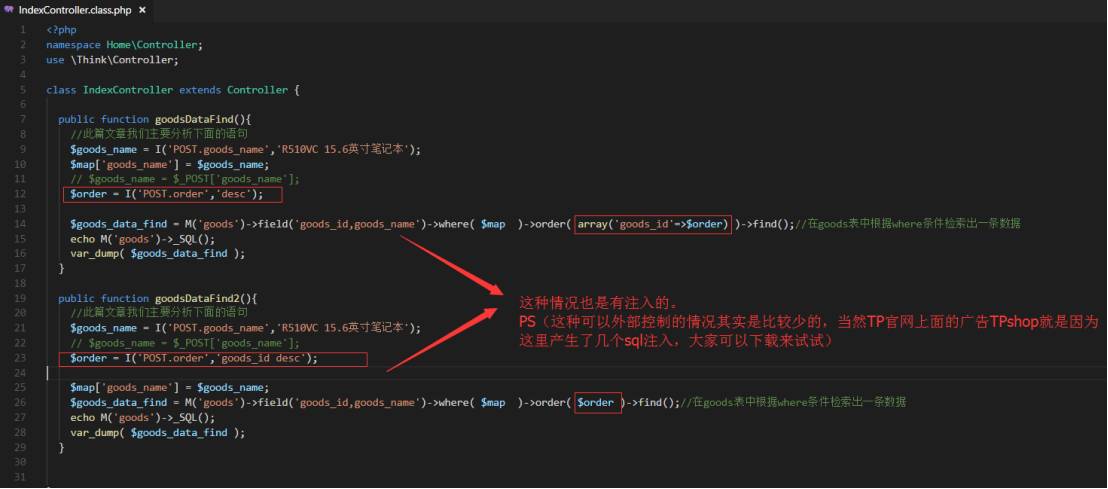 IndexController.class.php ×
1 <?php
2 namespace Home\Controller;
3 use \Think\Controller;
4
5 class IndexController extends Controller {
6
7 public function goodsDataFind(){
8 //此篇文章我们主要分析下面的语句
9 $goods_name = I('POST.goods_name','R510VC 15.6英寸笔记本');
10 $map['goods_name'] = $goods_name;
11 // $goods_name = $_POST['goods_name'];
12 $order = I('POST.order','desc');
13
14 $goods_data_find = M('goods')->field('goods_id,goods_name')->where( $map )->order( array('goods_id'=>$order) )->find();//在goods表中根据where条件检索出一条数据
15 echo M('goods')->_SQL();
16 var_dump( $goods_data_find );
17 }
18
19 public function goodsDataFind2(){
20 //此篇文章我们主要分析下面的语句
21 $goods_name = I('POST.goods_name','R510VC 15.6英寸笔记本');
22 // $goods_name = $_POST['goods_name'];
23 $order = I('POST.order','goods_id desc');
24
25 $map['goods_name'] = $goods_name;
26 $goods_data_find = M('goods')->field('goods_id,goods_name')->where( $map )->order( $order )->find();//在goods表中根据where条件检索出一条数据
27 echo M('goods')->_SQL();
28 var_dump( $goods_data_find );
29 }
30
31
这种情况也是有注入的。
PS（这种可以外部控制的情况其实是比较少的，当然TP官网上面的广告TPshop就是因为
这里产生了几个sql注入，大家可以下载来试试）